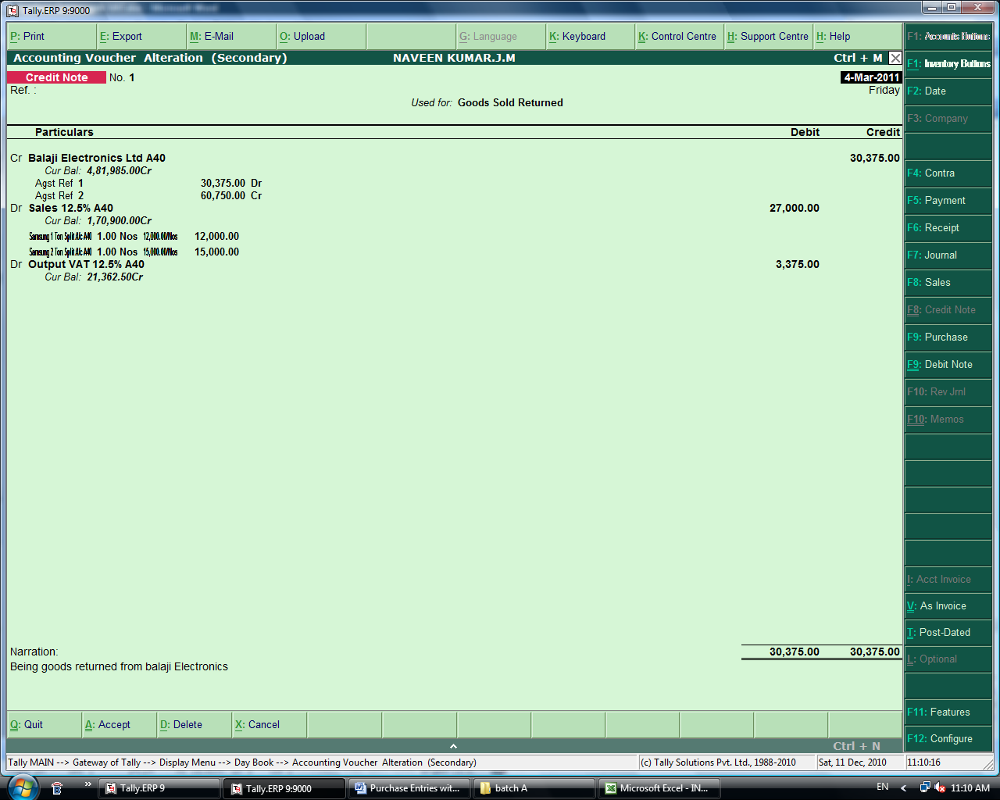 Tally.ERP 9:9000
P: Print E: Export M: E-Mail O: Upload G: Language K: Keyboard K: Control Centre H: Support Centre H: Help
F1: Accounts Buttons
Accounting Voucher Alteration (Secondary) NAVEEN KUMAR.J.M Ctrl + M
F1: Inventory Buttons
Credit Note No. 1 4-Mar-2011
Ref. : Friday
F2: Date
Used for: Goods Sold Returned
F3: Company
Particulars Debit Credit
Cr Balaji Electronics Ltd A40 30,375.00
Cur Bal: 4,81,985.00Cr
F4: Contra
Agst Ref 1 30,375.00 Dr
Agst Ref 2 60,750.00 Cr
F5: Payment
Dr Sales 12.5% A40 27,000.00
Cur Bal: 1,70,900.00Cr
F6: Receipt
Samsung 1 Ton Split A/c A40 1.00 Nos 12,000.00/Nos 12,000.00
Samsung 2 Ton Split A/c A40 1.00 Nos 15,000.00/Nos 15,000.00
F7: Journal
Dr Output VAT 12.5% A40 3,375.00
Cur Bal: 21,362.50Cr
F8: Sales
F8: Credit Note
F9: Purchase
F9: Debit Note
F10: Rev Jrnl
F10: Memos
I: Acct Invoice
V: As Invoice
T: Post-Dated
Narration: 30,375.00 30,375.00
L: Optional
Being goods returned from balaji Electronics
F11: Features
Q: Quit A: Accept D: Delete X: Cancel
F12: Configure
Ctrl + N
Tally MAIN --> Gateway of Tally --> Display Menu --> Day Book --> Accounting Voucher Alteration (Secondary) (c) Tally Solutions Pvt. Ltd., 1988-2010 Sat, 11 Dec, 2010 11:10:16
» Tally.ERP 9 Tally.ERP 9:9000 Purchase Entries wit... batch A Microsoft Excel - IN... EN < 11:10 AM